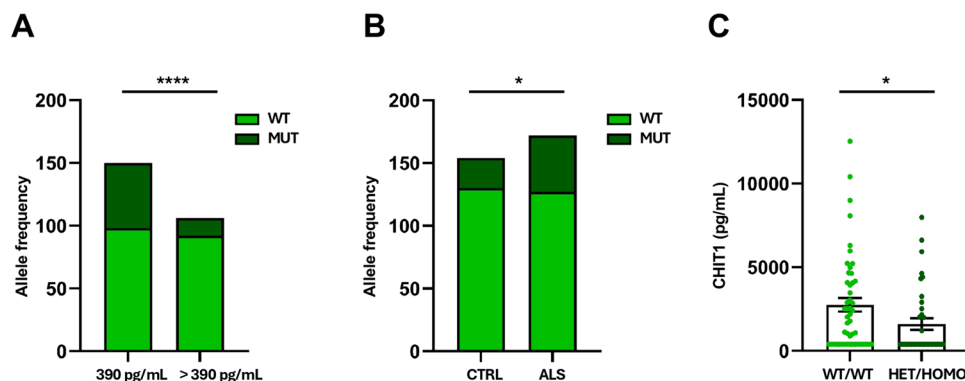 A
****
200
150
100
50
0
Allele frequency
WT
MUT
390 pg/mL
> 390 pg/mL
B
*
200
150
100
50
0
Allele frequency
WT
MUT
CTRL
ALS
C
*
15000
10000
5000
0
CHIT1 (pg/mL)
WT/WT
HET/HOMO